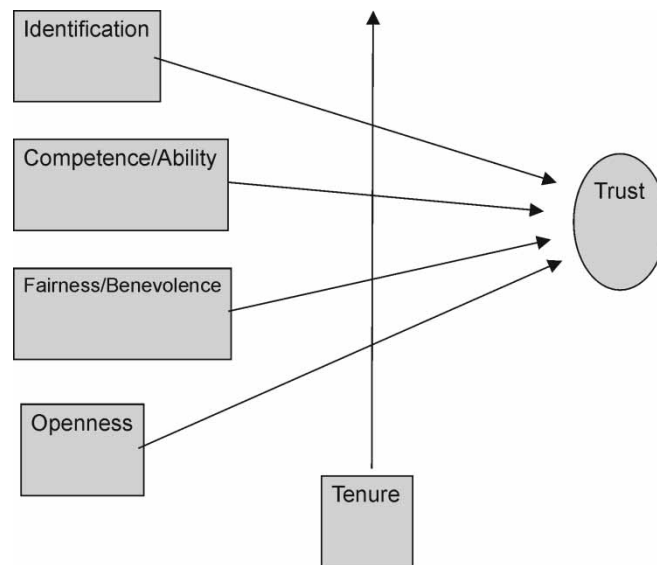 Identification
Competence/Ability
Trust
Fairness/Benevolence
Openness
Tenure